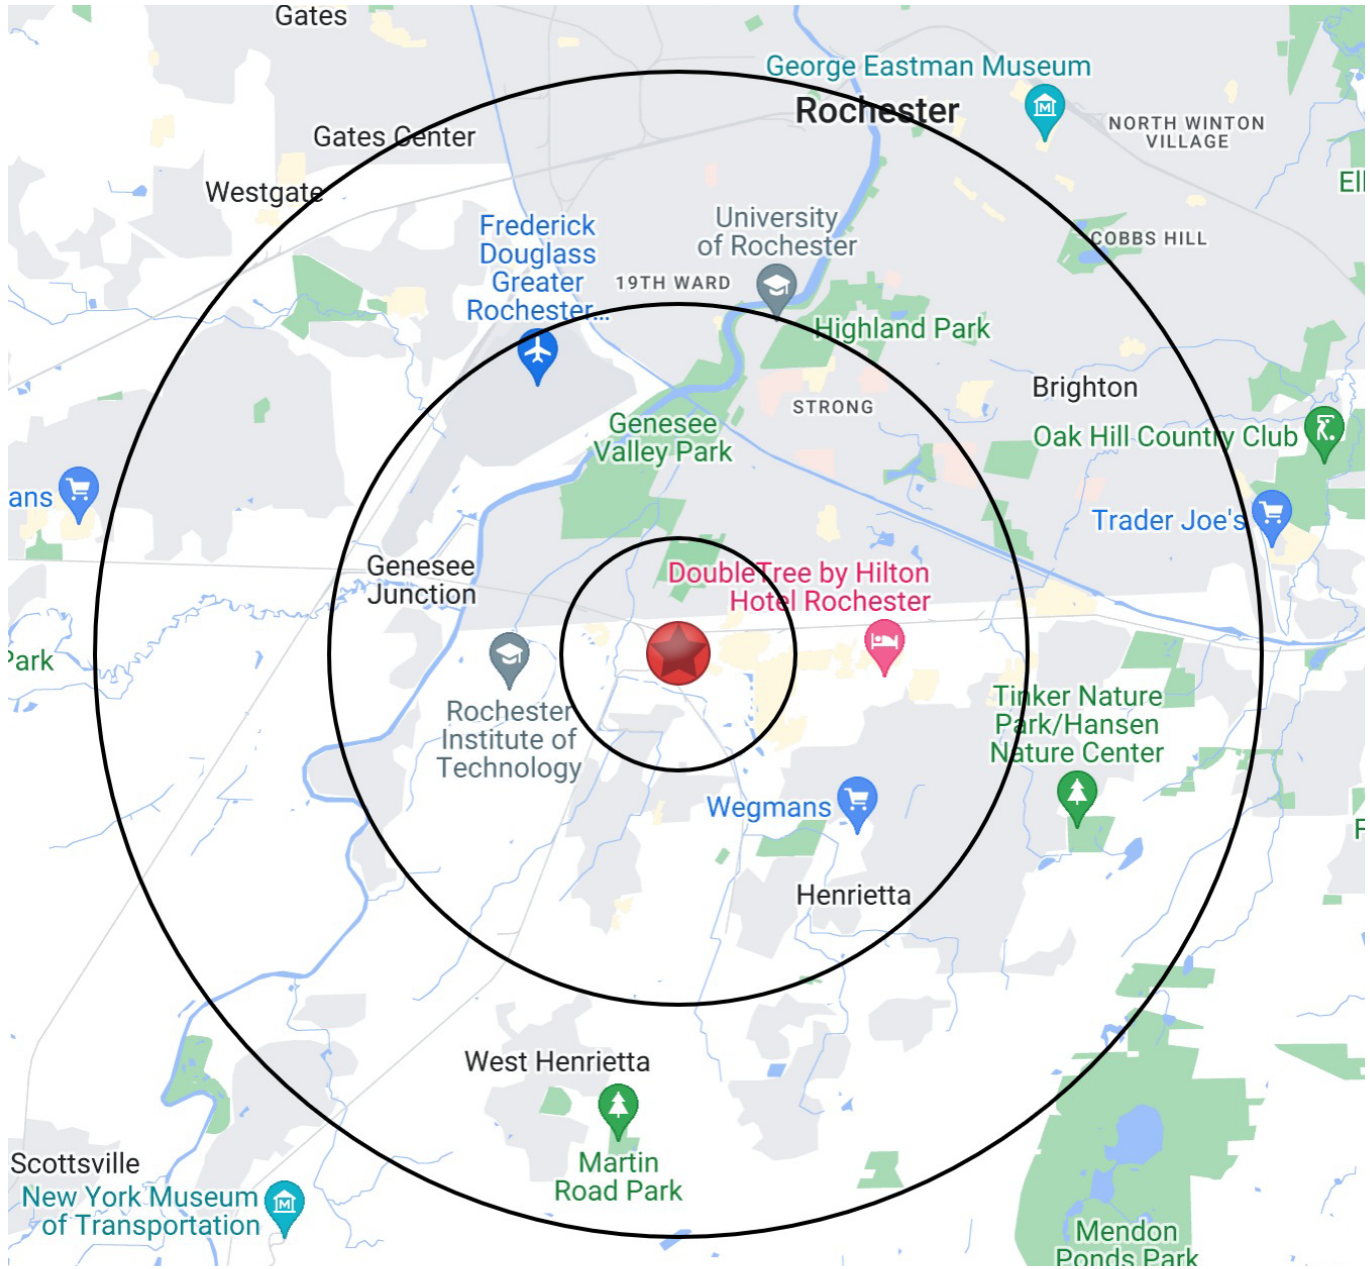 Gates
George Eastman Museum
Rochester
NORTH WINTON
VILLAGE
Gates Center
Westgate
Ell
University
of Rochester
Frederick
Douglass
Greater
Rochester...
COBBS HILL
19TH WARD
Highland Park
Brighton
STRONG
Genesee
Valley Park
Oak Hill Country Club
ans
Trader Joe's
Genesee
Junction
DoubleTree by Hilton
Hotel Rochester
Park
Tinker Nature
Park/Hansen
Nature Center
Rochester
Institute of
Technology
Wegmans
F
Henrietta
West Henrietta
Martin
Road Park
Scottsville
New York Museum
of Transportation
Mendon
Ponds Park